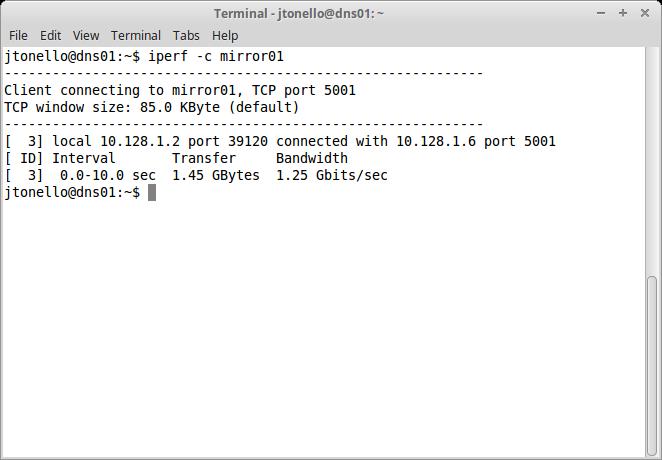 Terminal - jtonello@dns01: ~
File Edit View Terminal Tabs Help
jtonello@dns01:~$ iperf -c mirror01
------------------------------------------------------------
Client connecting to mirror01, TCP port 5001
TCP window size: 85.0 KByte (default)
------------------------------------------------------------
[  3] local 10.128.1.2 port 39120 connected with 10.128.1.6 port 5001
[ ID] Interval       Transfer     Bandwidth
[  3]  0.0-10.0 sec  1.45 GBytes  1.25 Gbits/sec
jtonello@dns01:~$